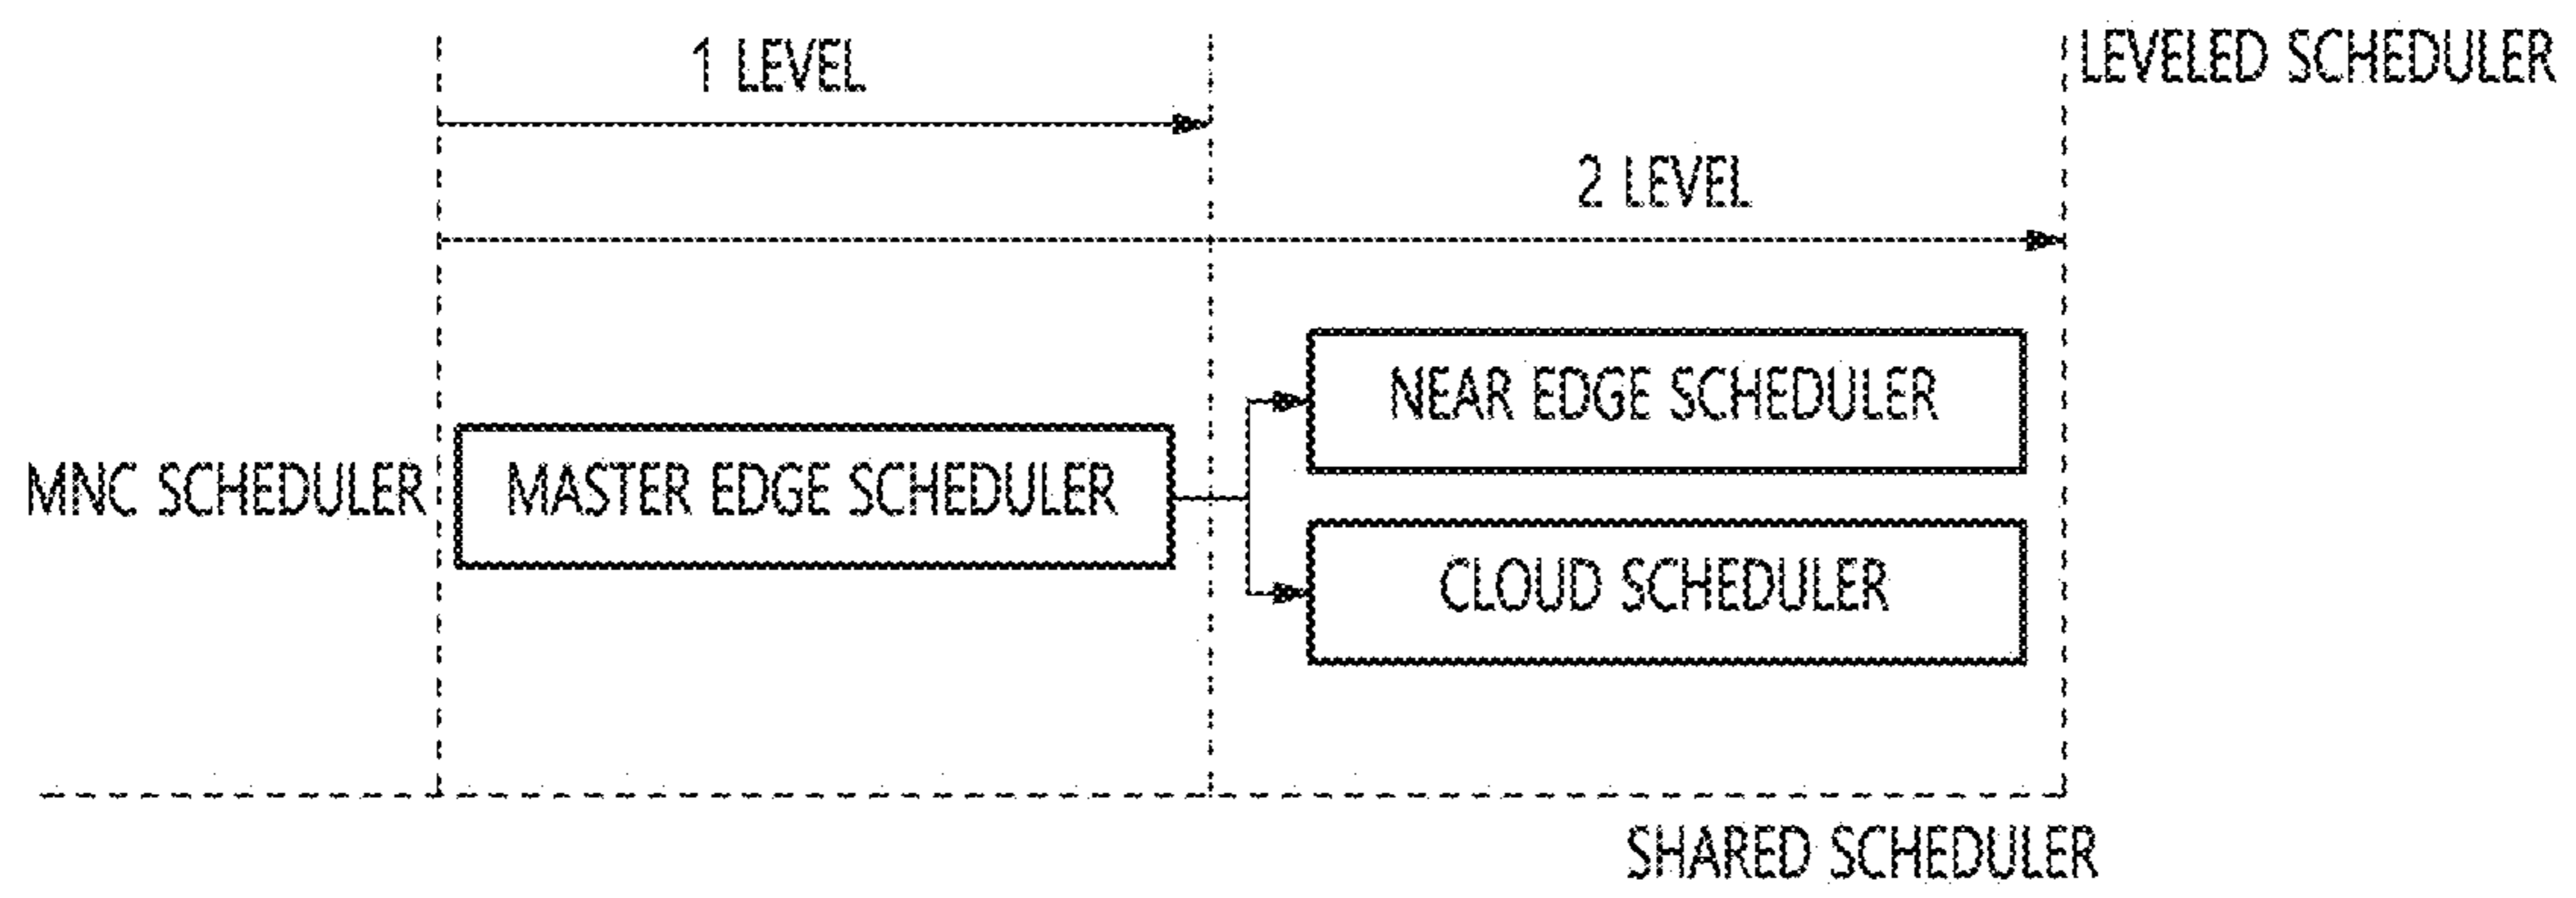 1 LEVEL
LEVELED SCHEDULER
2 LEVEL
NEAR EDGE SCHEDULER
MNC SCHEDULER
MASTER EDGE SCHEDULER
CLOUD SCHEDULER
SHARED SCHEDULER